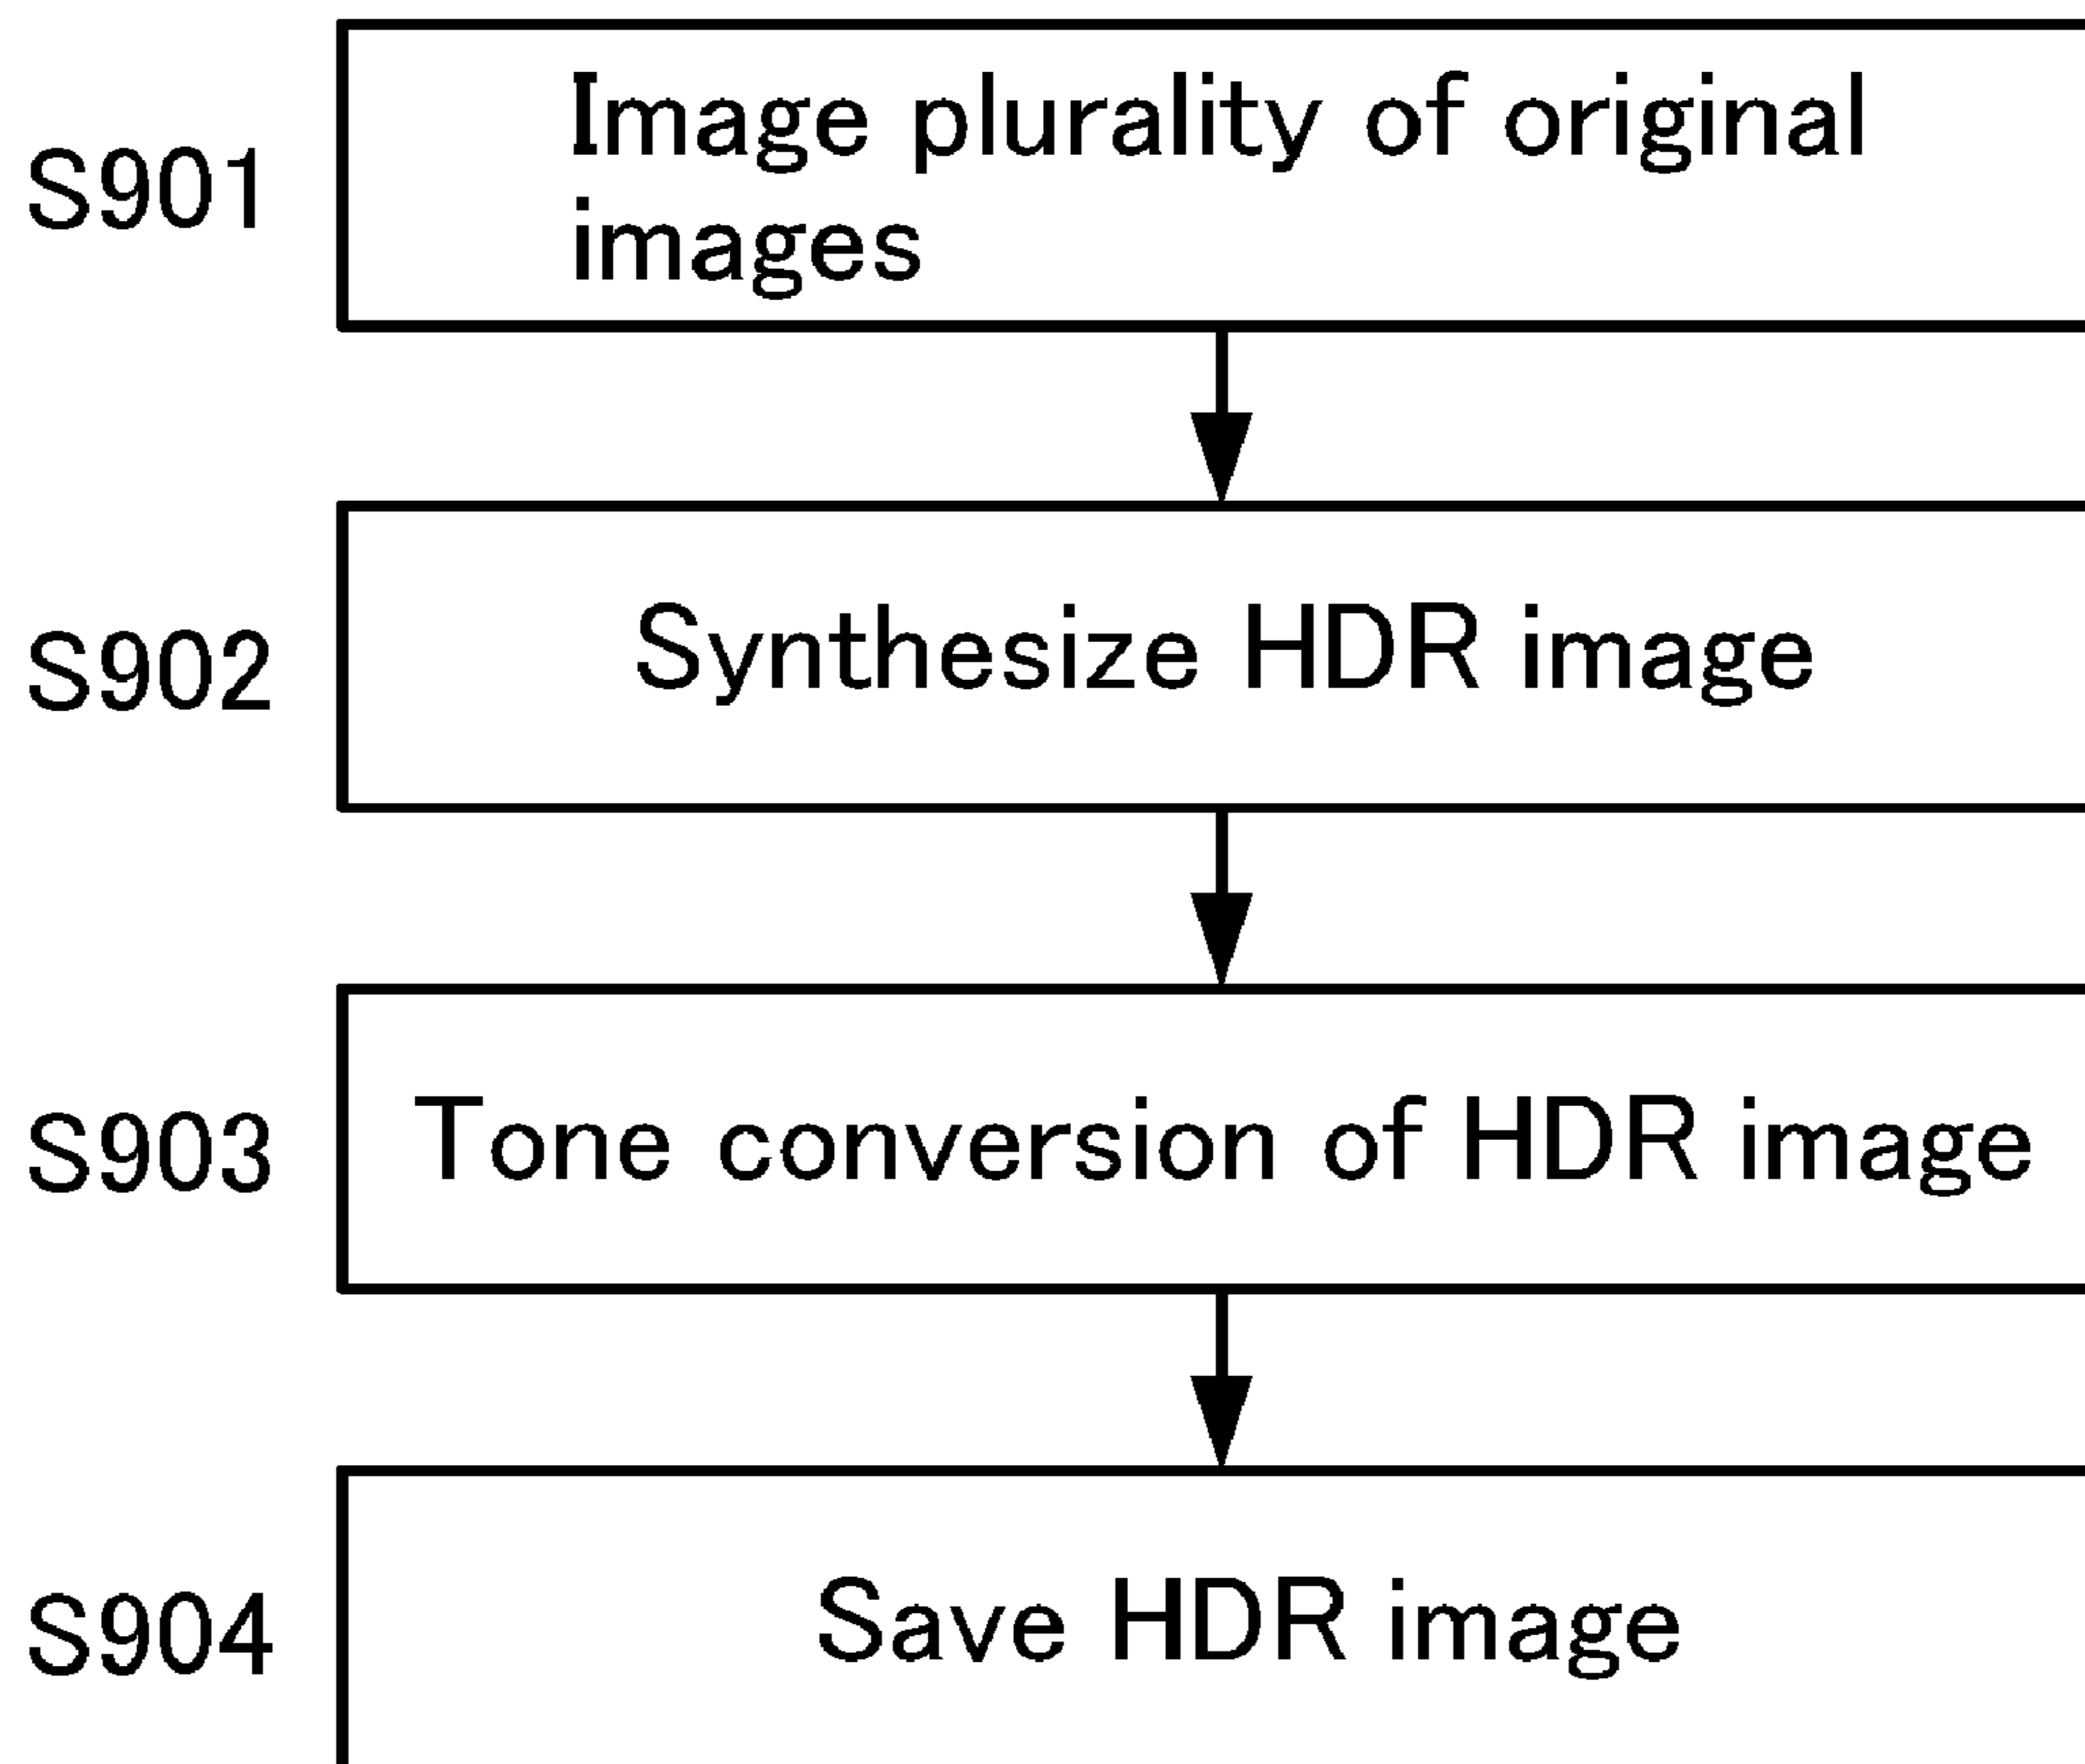 S901
Image plurality of original
images
S902
Synthesize HDR image
S903
Tone conversion of HDR image
S904
Save HDR image